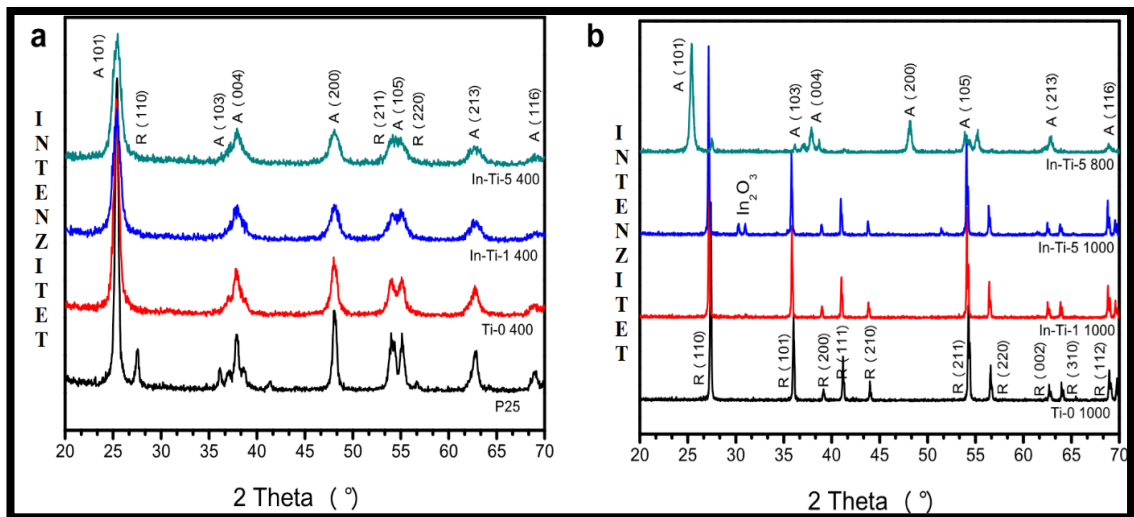 a
INTENZITET
A 101)
R (110)
A (103)
A (004)
A (200)
R (211)
A (105)
R (220)
A (213)
A (116)
In-Ti-5 400
In-Ti-1 400
Ti-0 400
P25
20 25 30 35 40 45 50 55 60 65 70
2 Theta (°)
b
INTENZITET
A (101)
A (103)
A (004)
A (200)
A (105)
A (213)
A (116)
In-Ti-5 800
In2O3
In-Ti-5 1000
In-Ti-1 1000
R (110)
R (101)
R (200)
R (111)
R (210)
R (211)
R (220)
R (002)
R (310)
R (112)
Ti-0 1000
20 25 30 35 40 45 50 55 60 65 70
2 Theta (°)